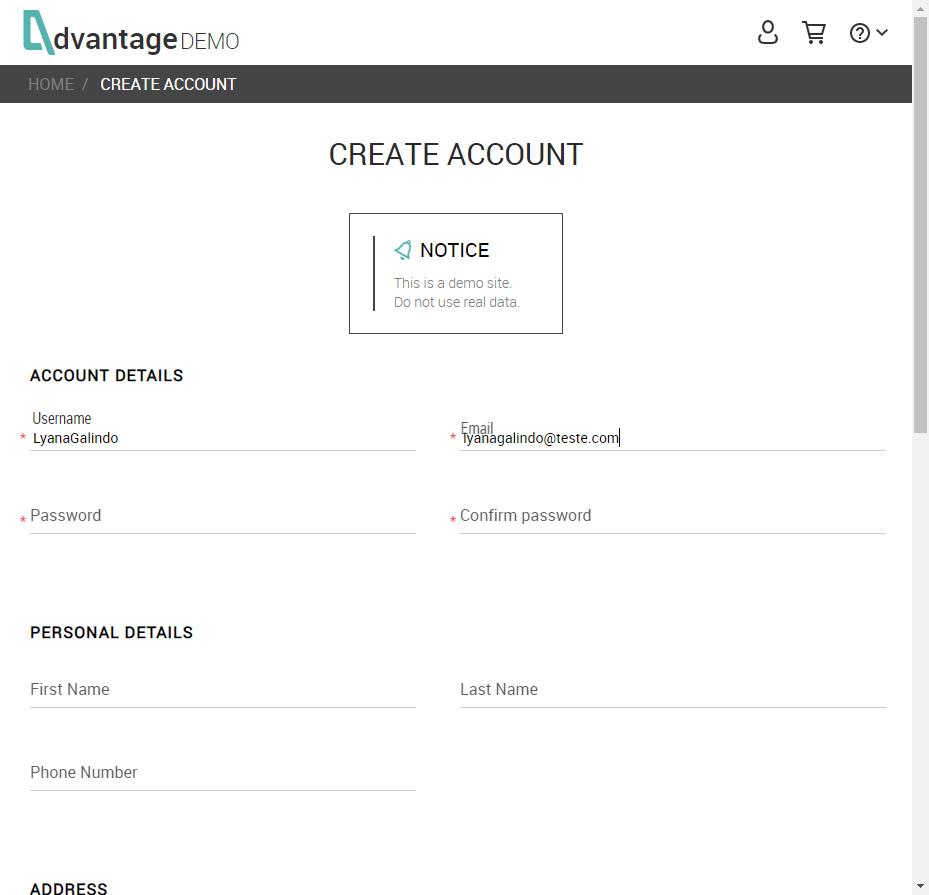 dvantage DEMO
HOME / CREATE ACCOUNT
CREATE ACCOUNT
NOTICE
This is a demo site.
Do not use real data.
ACCOUNT DETAILS
Username
* LyanaGalindo
Email
* lyanagalindo@teste.com
* Password
* Confirm password
PERSONAL DETAILS
First Name
Last Name
Phone Number
ADDRESS